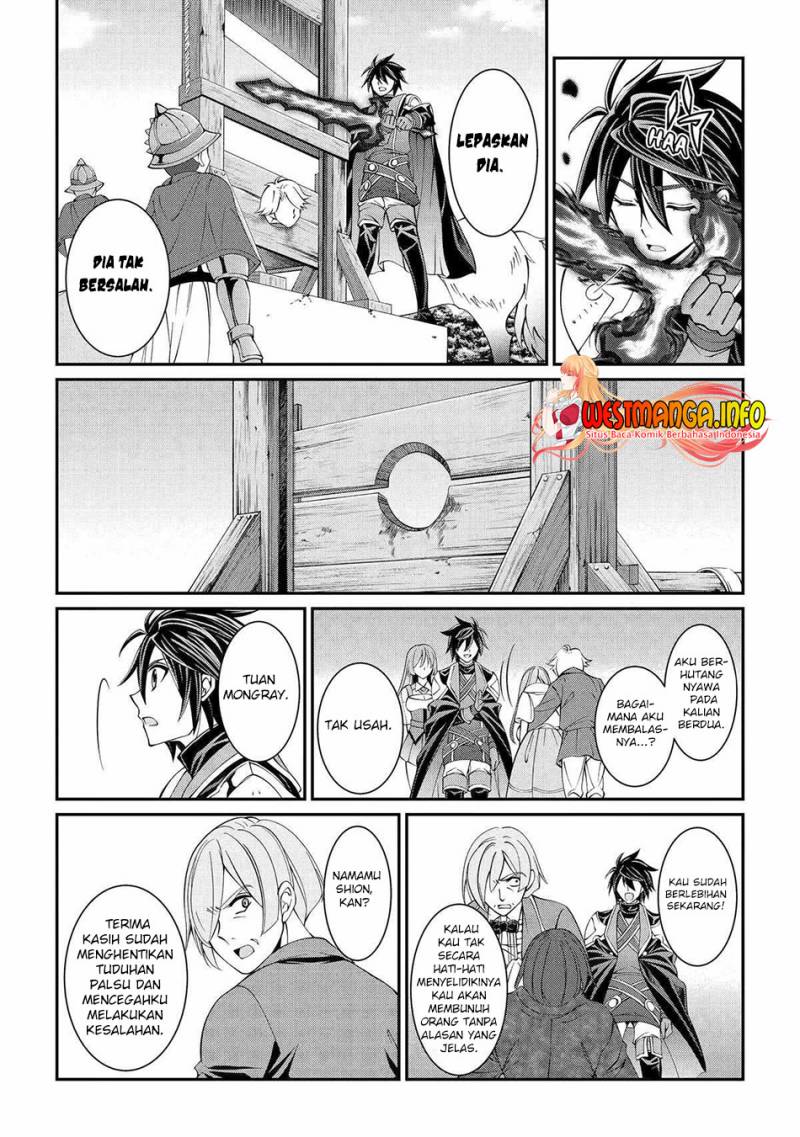 HAA
LEPASKAN
DIA.
DIA TAK
BERSALAN.
WESTMANGA.INFO
Situs Baca Komik Berbahasa Indonesia
AKU BER-
HUTANG
NYAWA
PADA
KALIAN
BERDUA.
BAGAI-
MANA AKU
MEMBALAS-
NYA...?
TAK USAH.
TUAN
MONGRAY.
KAU SUDAH
BERLEBIHAN
SEKARANG!
KALAU
KAU TAK
SECARA
HATI-HATI
MENYELIDIKINYA
KAU AKAN
MEMBUNUH
ORANG TANPA
ALASAN YANG
JELAS.
NAMAMU
SHION,
KAN?
TERIMA
KASIH SUDAH
MENGHENTIKAN
TUDUHAN
PALSU DAN
MENCEGAHKU
MELAKUKAN
KESALAHAN.